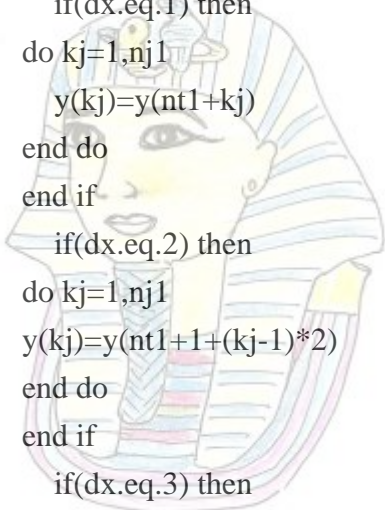 if(dx.eq.1) then
do kj=1,nj1
y(kj)=y(nt1+kj)
end do
end if
if(dx.eq.2) then
do kj=1,nj1
y(kj)=y(nt1+1+(kj-1)*2)
end do
end if
if(dx.eq.3) then